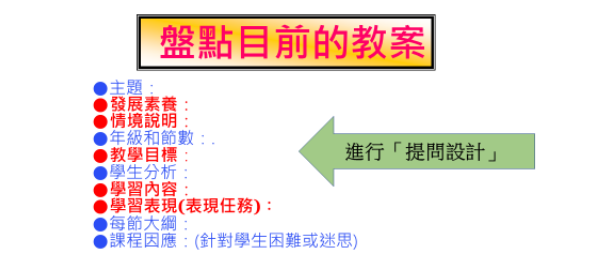 盤點目前的教案
●主題：
●發展素養：
●情境說明：
●年級和節數：.
●教學目標：
進行「提問設計」
●學生分析：
●學習內容：
●學習表現(表現任務)：
●每節大綱：
●課程因應：(針對學生困難或迷思)